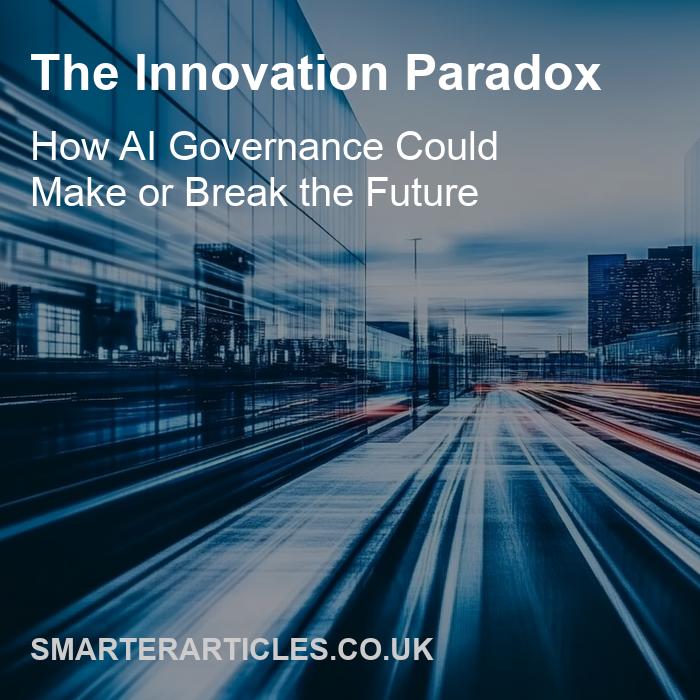 The Innovation Paradox
How AI Governance Could
Make or Break the Future
SMARTERARTICLES.CO.UK